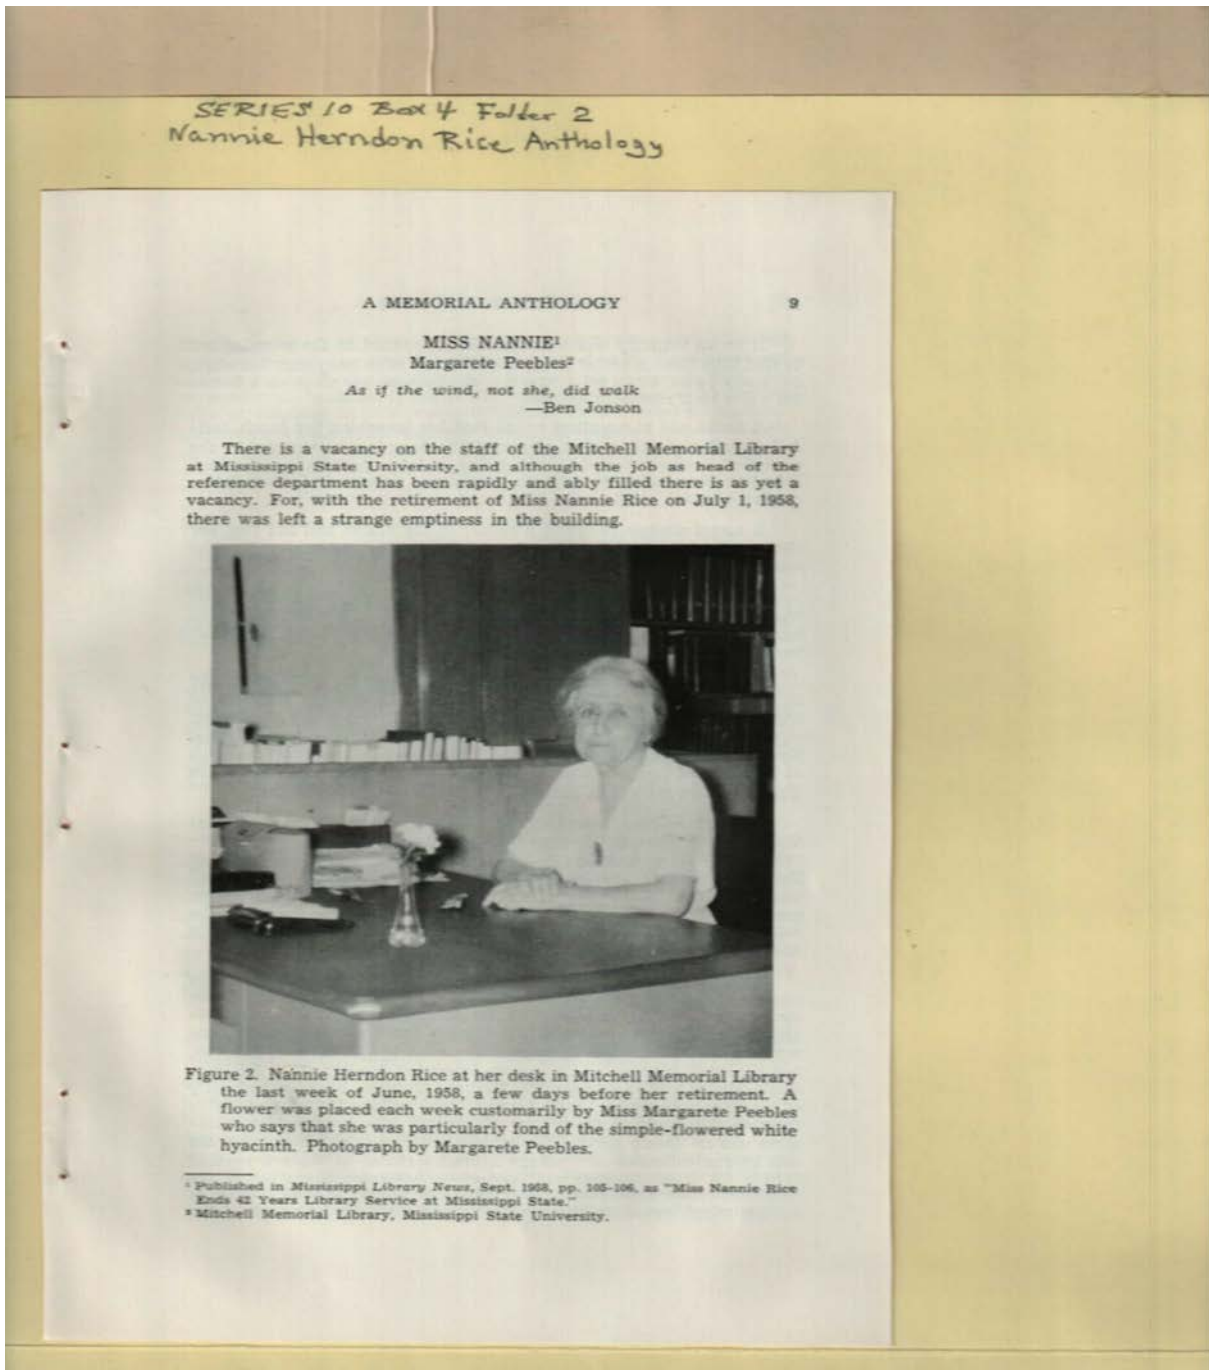 SERIES 10 Box 4 Folder 2
Nannie Herndon Rice Anthology
A MEMORIAL ANTHOLOGY 9
MISS NANNIE¹
Margarete Peebles²
As if the wind, not she, did walk
—Ben Jonson
There is a vacancy on the staff of the Mitchell Memorial Library
at Mississippi State University, and although the job as head of the
reference department has been rapidly and ably filled there is as yet a
vacancy. For, with the retirement of Miss Nannie Rice on July 1, 1958,
there was left a strange emptiness in the building.
Figure 2. Nannie Herndon Rice at her desk in Mitchell Memorial Library
the last week of June, 1958, a few days before her retirement. A
flower was placed each week customarily by Miss Margarete Peebles
who says that she was particularly fond of the simple-flowered white
hyacinth. Photograph by Margarete Peebles.
¹ Published in Mississippi Library News, Sept. 1958, pp. 105-106, as "Miss Nannie Rice
Ends 42 Years Library Service at Mississippi State."
² Mitchell Memorial Library, Mississippi State University.